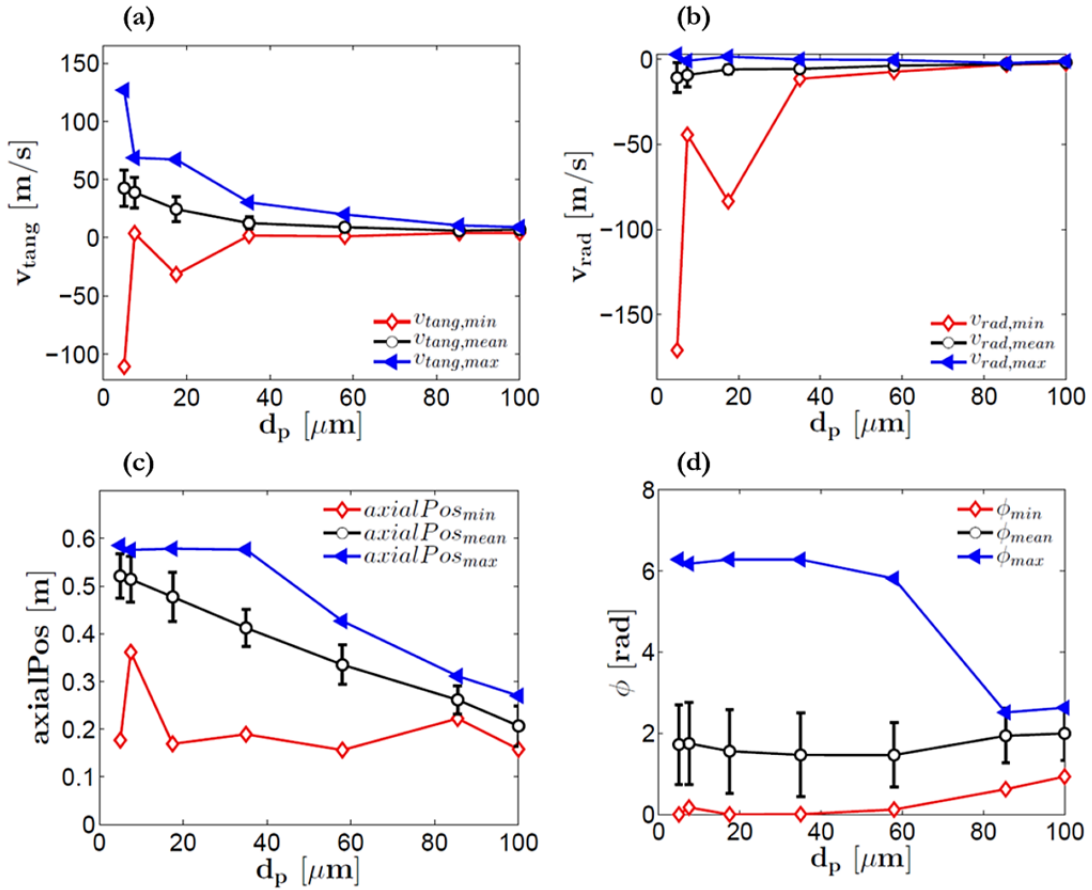 (a)
150
100
50
0
−50
−100
v_tang [m/s]
v_tang,min
v_tang,mean
v_tang,max
0 20 40 60 80 100
d_p [μm]
(b)
0
−50
−100
−150
v_rad [m/s]
v_rad,min
v_rad,mean
v_rad,max
0 20 40 60 80 100
d_p [μm]
(c)
0.6
0.5
0.4
0.3
0.2
0.1
0
axialPos [m]
axialPos_min
axialPos_mean
axialPos_max
0 20 40 60 80 100
d_p [μm]
(d)
8
6
4
2
0
ϕ [rad]
ϕ_min
ϕ_mean
ϕ_max
0 20 40 60 80 100
d_p [μm]